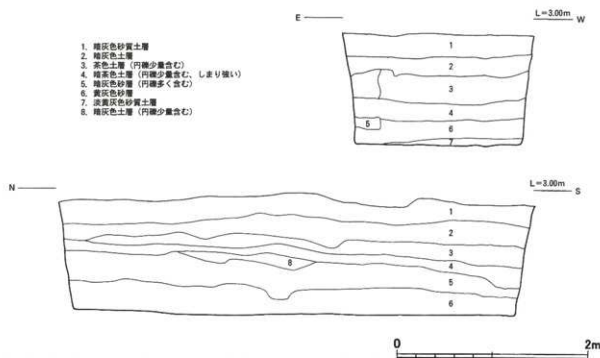 E
L=3.00m
W
1. 暗灰色砂質土層
2. 暗灰色土層
3. 茶色土層（円礫少量含む）
4. 暗茶色土層（円礫少量含む、しまり強い）
5. 暗灰色砂層（円礫多く含む）
6. 黄灰色砂層
7. 淡黄灰色砂質土層
8. 暗灰色土層（円礫少量含む）
1
2
3
4
5
6
7
N
L=3.00m
S
1
2
3
8
4
5
6
0
2m